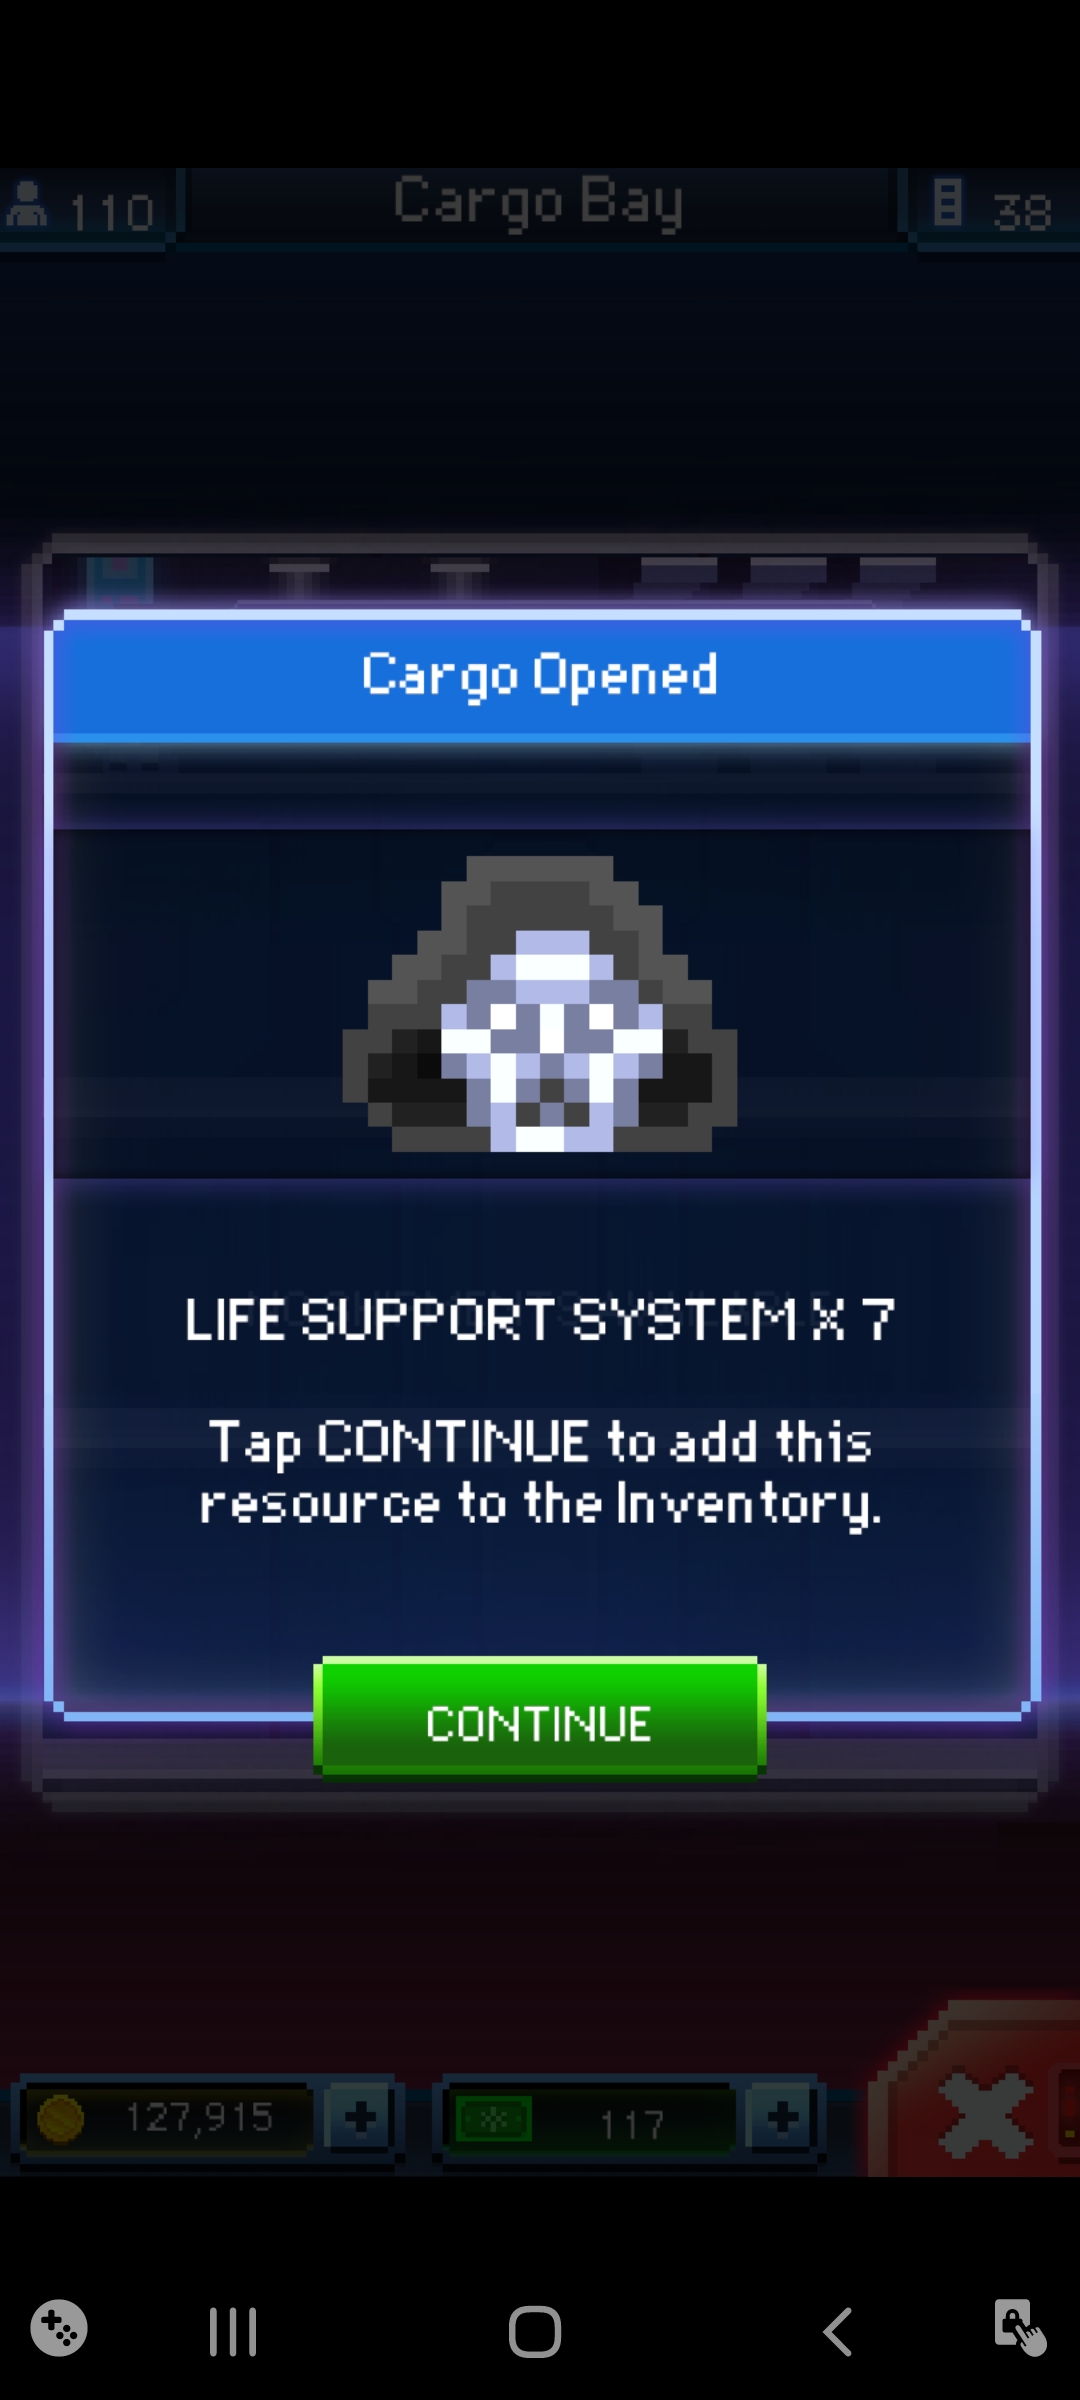 110
Cargo Bay
38
Cargo Opened
LIFE SUPPORT SYSTEM X 7
Tap CONTINUE to add this
resource to the Inventory.
CONTINUE
127,915
117